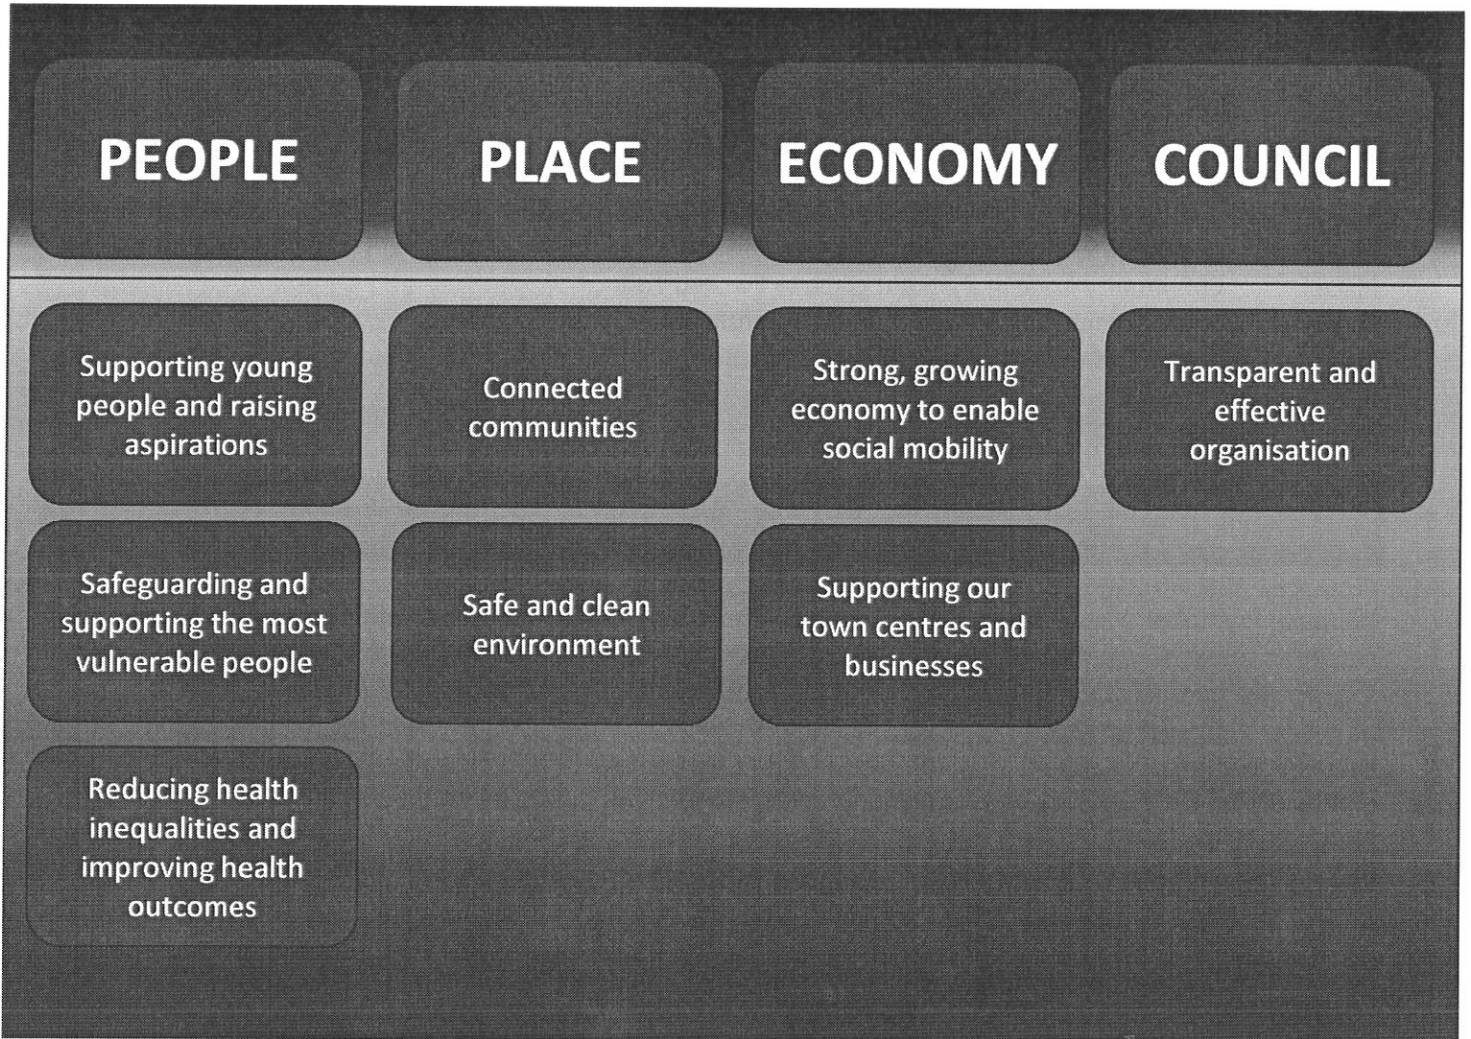 PEOPLE
PLACE
ECONOMY
COUNCIL
Supporting young
people and raising
aspirations
Connected
communities
Strong, growing
economy to enable
social mobility
Transparent and
effective
organisation
Safeguarding and
supporting the most
vulnerable people
Safe and clean
environment
Supporting our
town centres and
businesses
Reducing health
inequalities and
improving health
outcomes